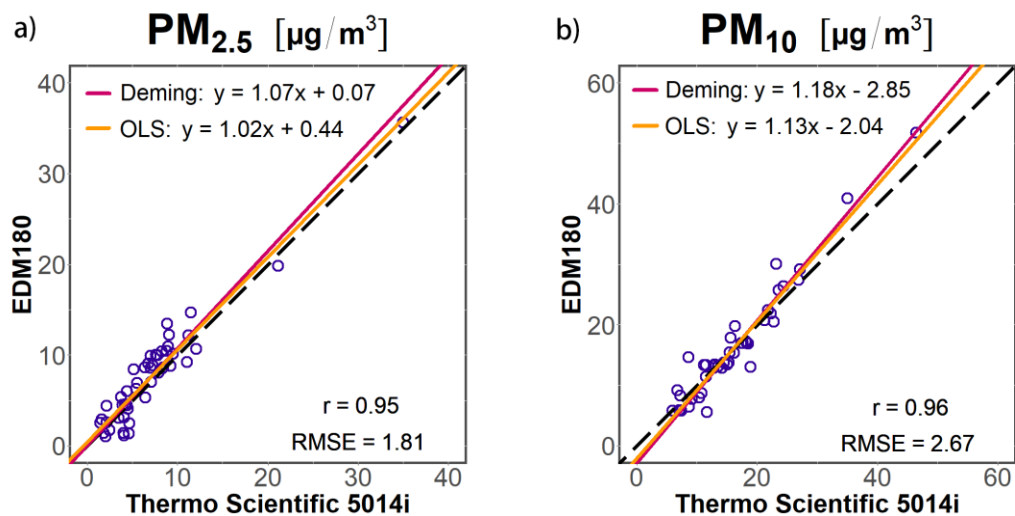 a) PM2.5 [µg/m³]
40
30
20
10
0
EDM180
Deming: y = 1.07x + 0.07
OLS: y = 1.02x + 0.44
r = 0.95
RMSE = 1.81
0 10 20 30 40
Thermo Scientific 5014i
b) PM10 [µg/m³]
60
40
20
0
EDM180
Deming: y = 1.18x - 2.85
OLS: y = 1.13x - 2.04
r = 0.96
RMSE = 2.67
0 20 40 60
Thermo Scientific 5014i